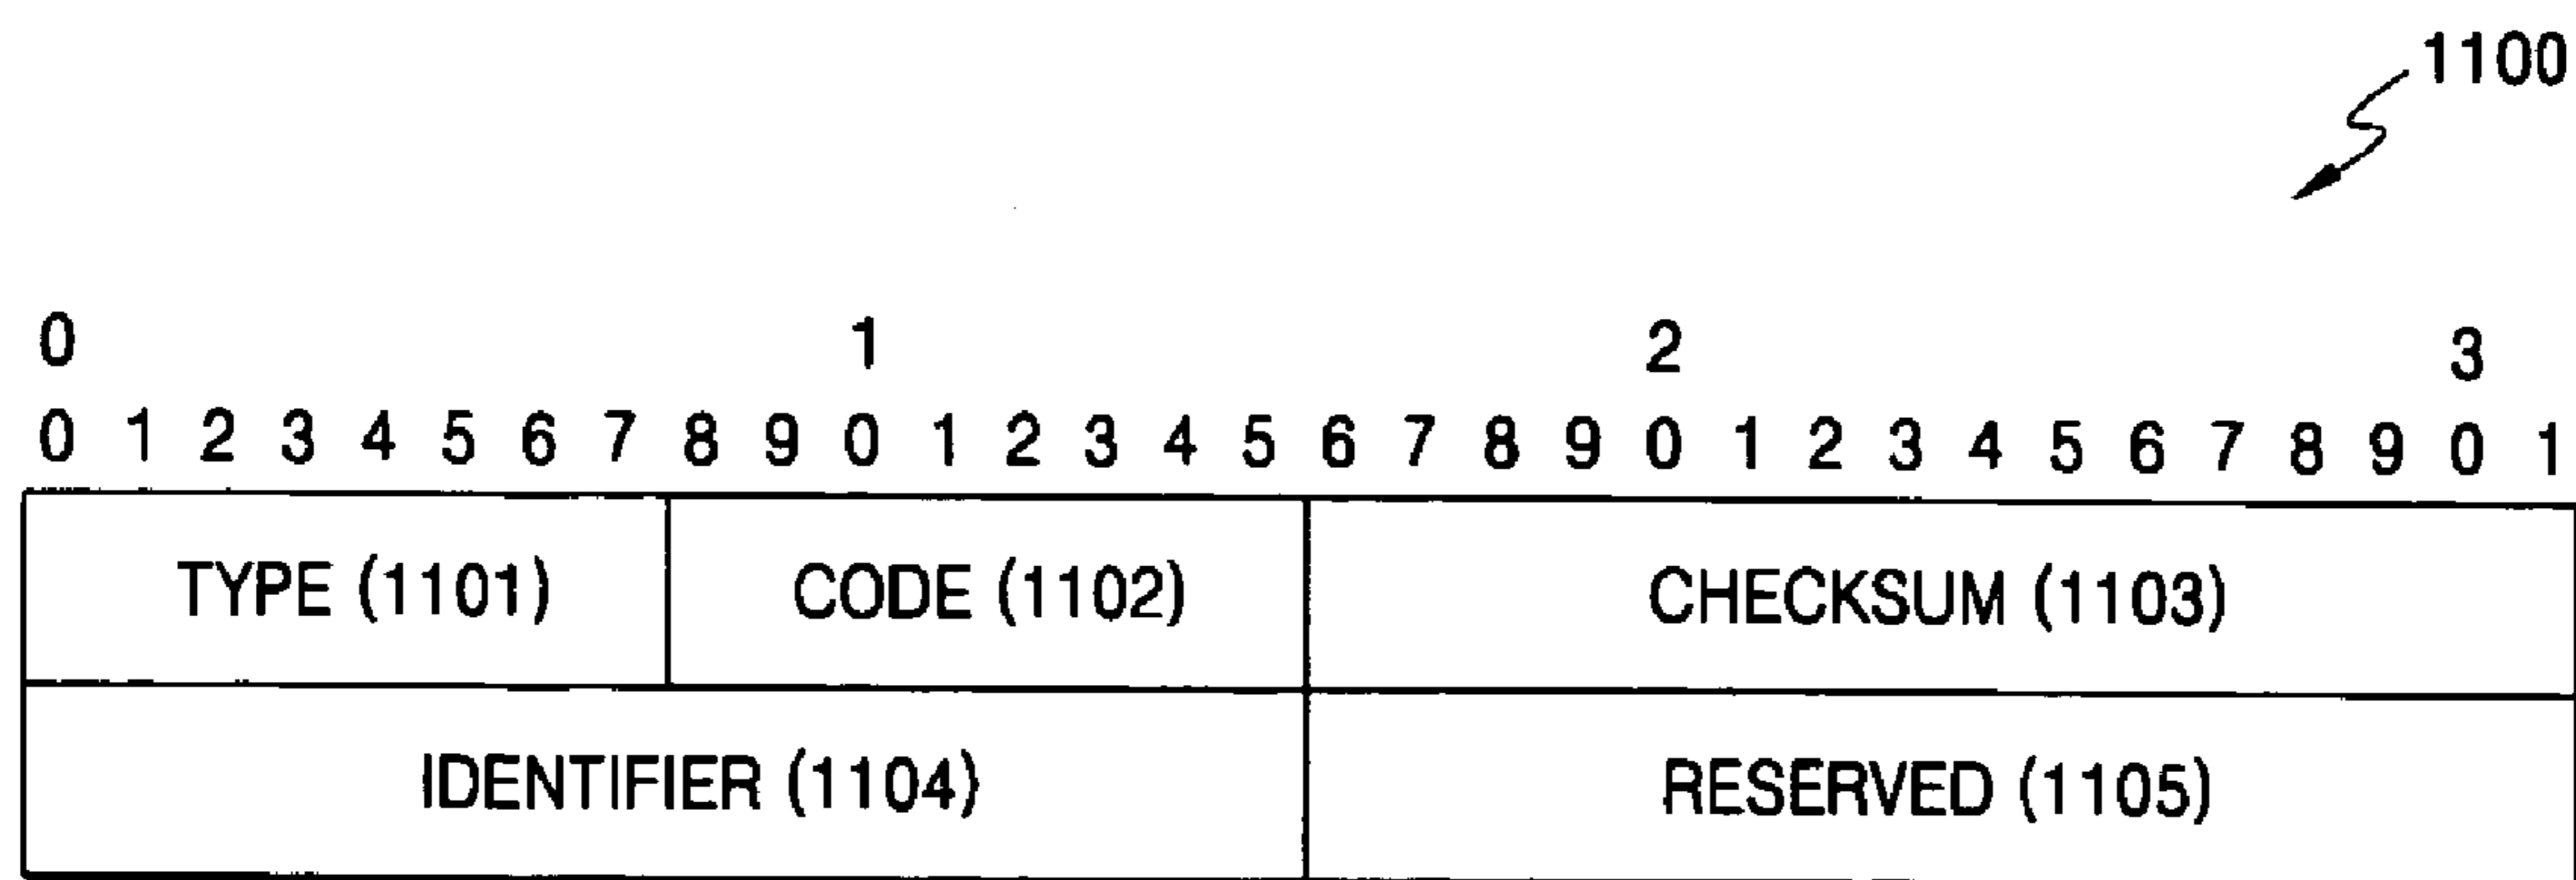 1100
0 1 2 3
0 1 2 3 4 5 6 7 8 9 0 1 2 3 4 5 6 7 8 9 0 1 2 3 4 5 6 7 8 9 0 1
TYPE (1101) CODE (1102) CHECKSUM (1103)
IDENTIFIER (1104) RESERVED (1105)